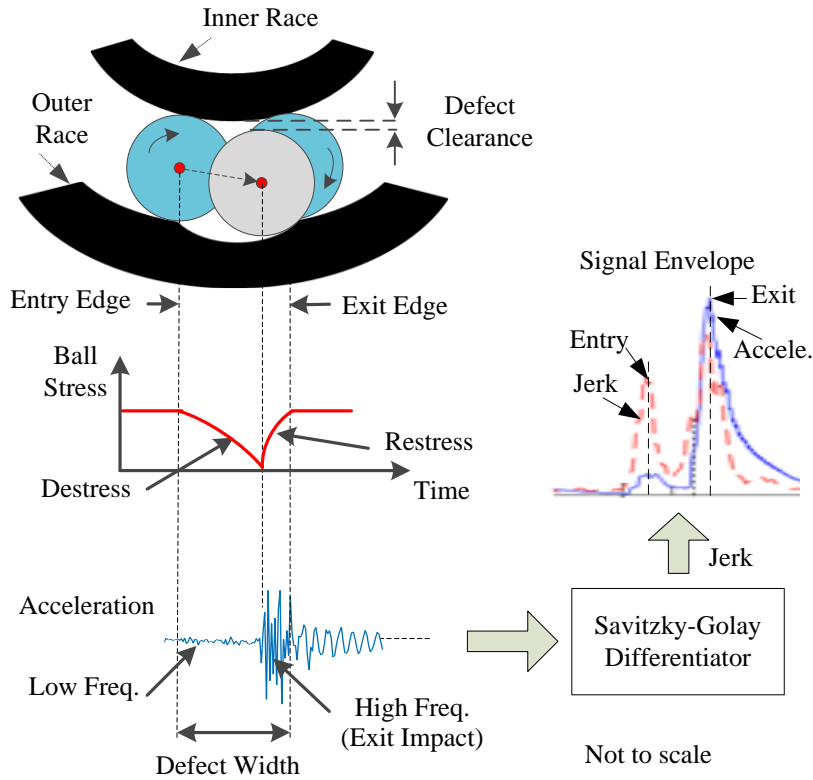 Inner Race
Outer
Race
Defect
Clearance
Entry Edge
Exit Edge
Signal Envelope
Exit
Accele.
Entry
Jerk
Ball
Stress
Restress
Destress
Time
Jerk
Acceleration
Savitzky-Golay
Differentiator
Low Freq.
High Freq.
(Exit Impact)
Defect Width
Not to scale